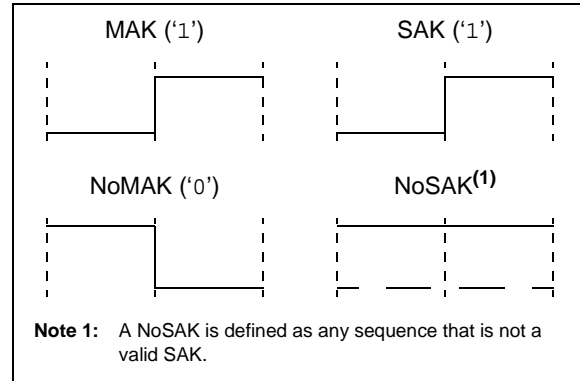 MAK (‘1’) SAK (‘1’)
NoMAK (‘0’) NoSAK(1)
Note 1: A NoSAK is defined as any sequence that is not a
valid SAK.